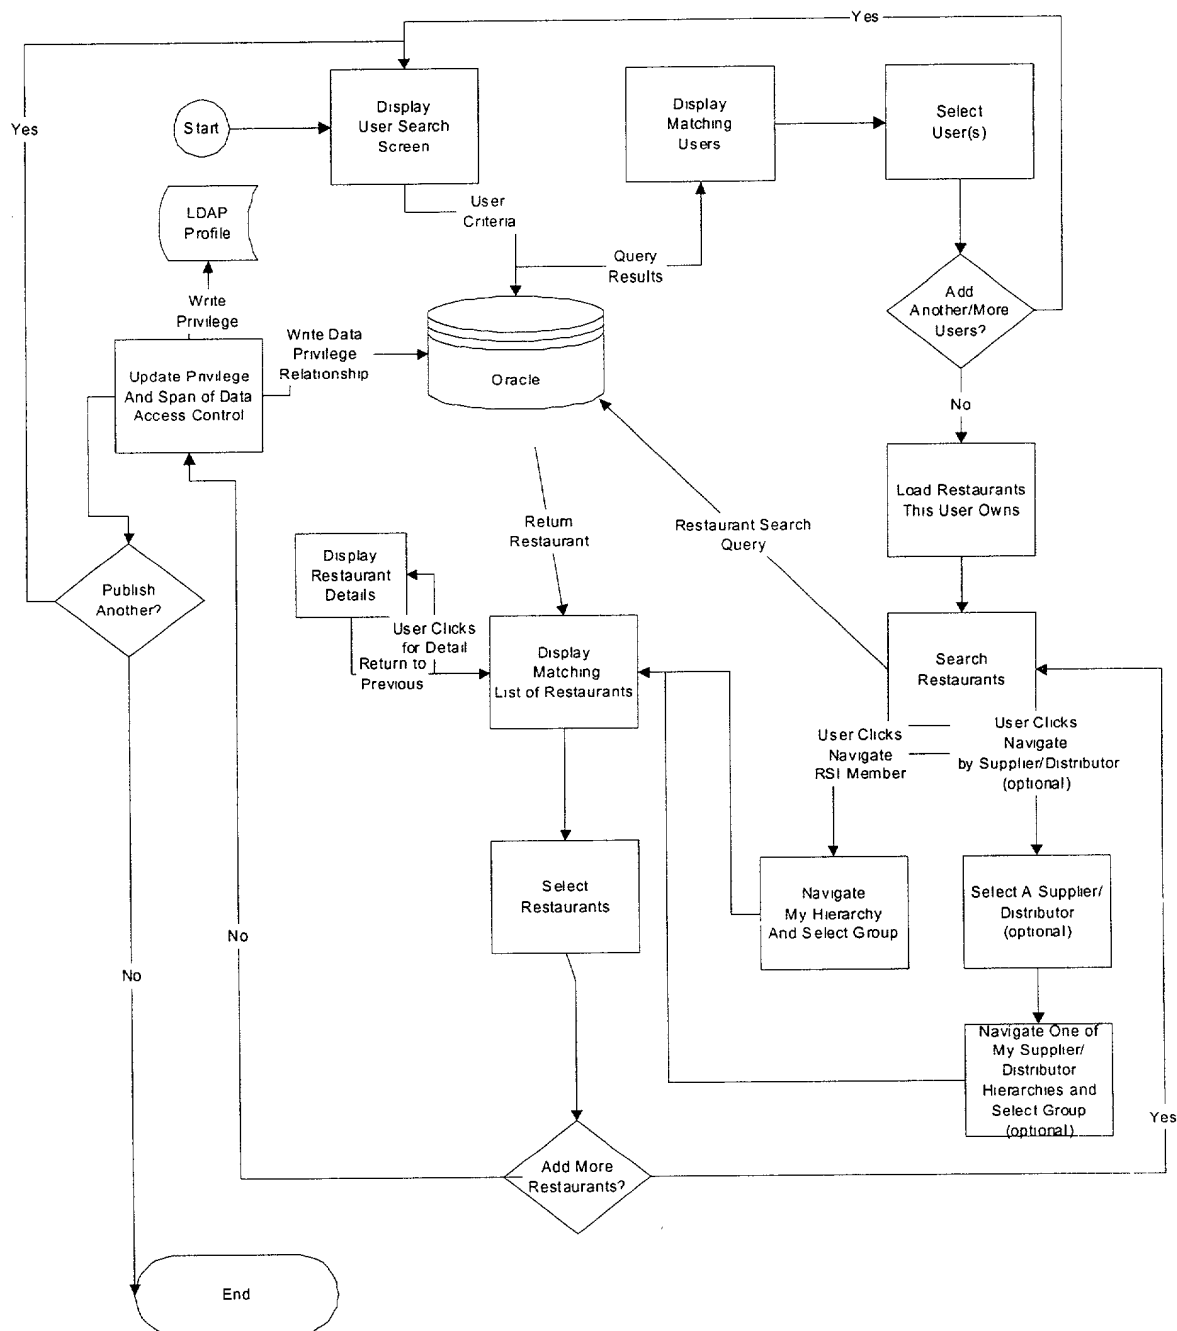 Yes
Yes
Start
Display
User Search
Screen
Display
Matching
Users
Select
User(s)
LDAP
Profile
User
Criteria
Query
Results
Add
Another/More
Users?
Write
Privilege
Write Data
Privilege
Relationship
Update Privilege
And Span of Data
Access Control
Oracle
No
Load Restaurants
This User Owns
Return
Restaurant
Restaurant Search
Query
Display
Restaurant
Details
Publish
Another?
User Clicks
for Detail
Return to
Previous
Display
Matching
List of Restaurants
Search
Restaurants
User Clicks
Navigate
RSI Member
User Clicks
Navigate
by Supplier/Distributor
(optional)
Select
Restaurants
Navigate
My Hierarchy
And Select Group
Select A Supplier/
Distributor
(optional)
No
No
Navigate One of
My Supplier/
Distributor
Hierarchies and
Select Group
(optional)
Yes
Add More
Restaurants?
End